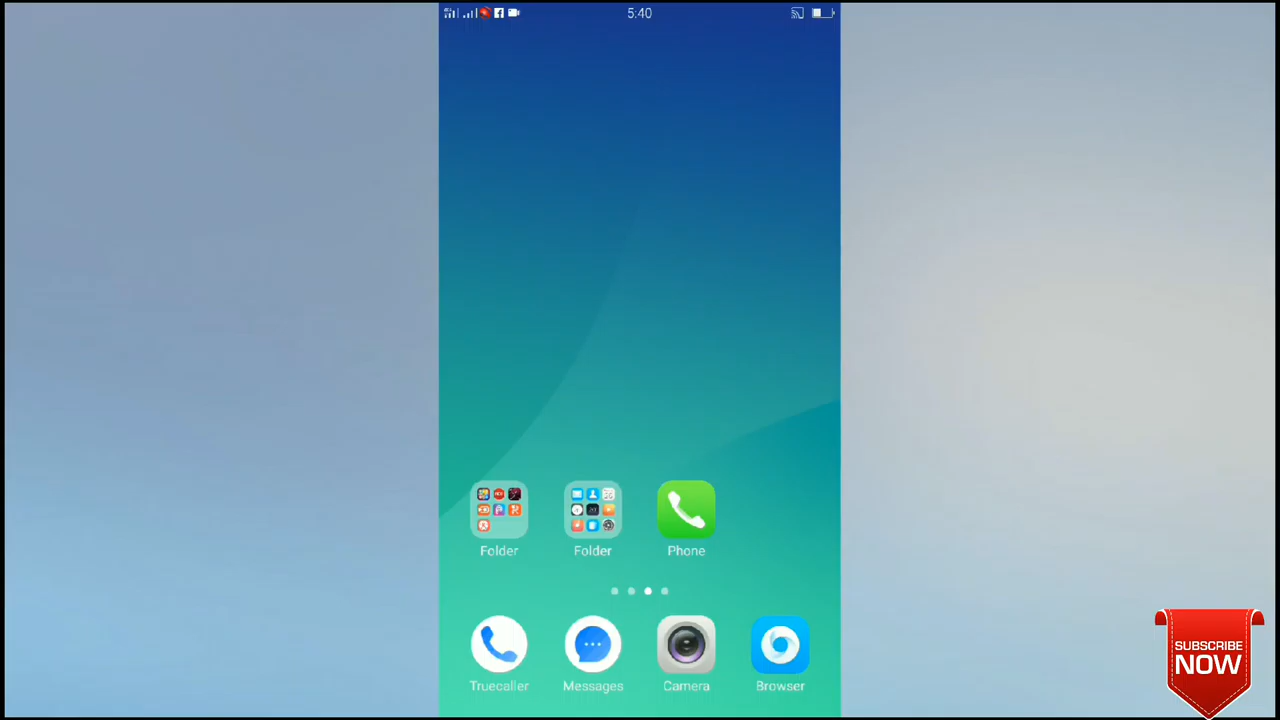 5:40
Folder
Folder
Phone
Truecaller
Messages
Camera
Browser
SUBSCRIBE
NOW